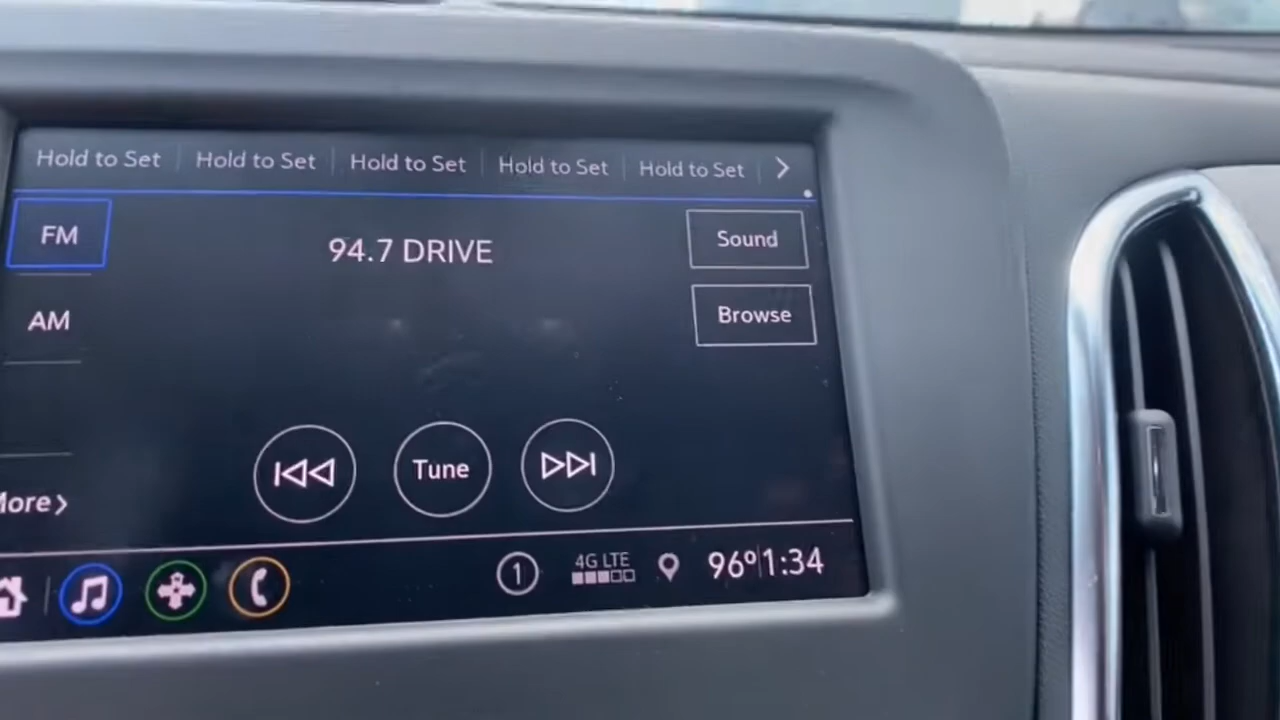 Hold to Set Hold to Set Hold to Set Hold to Set Hold to Set
FM
94.7 DRIVE
Sound
AM
Browse
Tune
More
1
4G LTE
96° 1:34